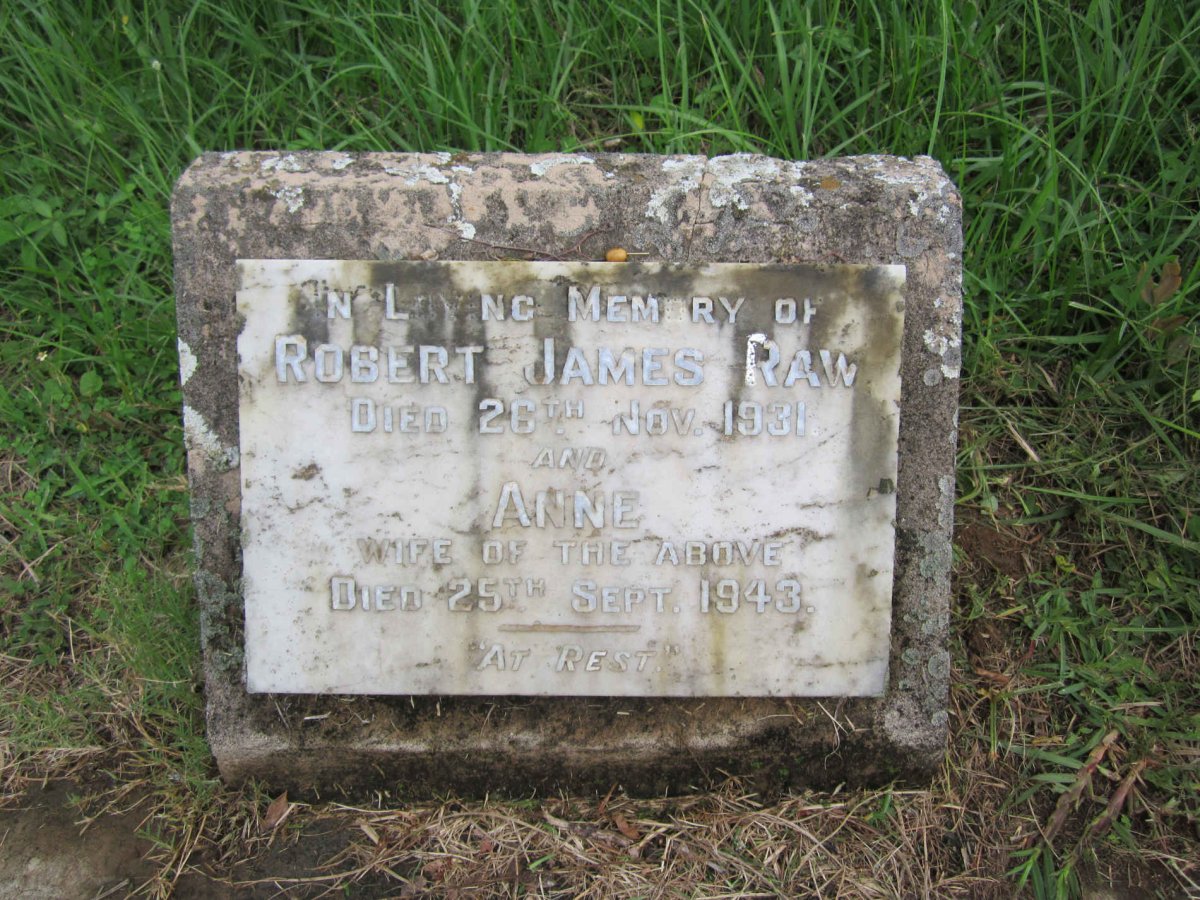 In Loving Memory of
Robert James Raw
Died 26th Nov. 1931.
and
Anne
wife of the above
Died 25th Sept. 1943.
"At Rest."